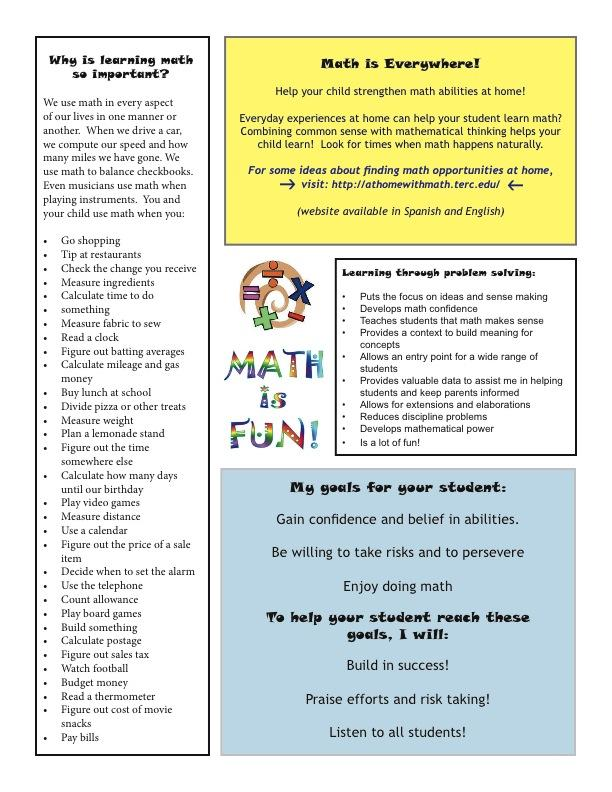 Why is learning math
so important?
We use math in every aspect
of our lives in one manner or
another.  When we drive a car,
we compute our speed and how
many miles we have gone. We
use math to balance checkbooks.
Even musicians use math when
playing instruments.  You and
your child use math when you:
• Go shopping
• Tip at restaurants
• Check the change you receive
• Measure ingredients
• Calculate time to do
• something
• Measure fabric to sew
• Read a clock
• Figure out batting averages
• Calculate mileage and gas
money
• Buy lunch at school
• Divide pizza or other treats
• Measure weight
• Plan a lemonade stand
• Figure out the time
somewhere else
• Calculate how many days
until our birthday
• Play video games
• Measure distance
• Use a calendar
• Figure out the price of a sale
item
• Decide when to set the alarm
• Use the telephone
• Count allowance
• Play board games
• Build something
• Calculate postage
• Figure out sales tax
• Watch football
• Budget money
• Read a thermometer
• Figure out cost of movie
snacks
• Pay bills
Math is Everywhere!
Help your child strengthen math abilities at home!
Everyday experiences at home can help your student learn math?
Combining common sense with mathematical thinking helps your
child learn!  Look for times when math happens naturally.
For some ideas about finding math opportunities at home,
→ visit: http://athomewithmath.terc.edu/ ←
(website available in Spanish and English)
÷ = X +
MATH
is
FUN!
Learning through problem solving:
• Puts the focus on ideas and sense making
• Develops math confidence
• Teaches students that math makes sense
• Provides a context to build meaning for
concepts
• Allows an entry point for a wide range of
students
• Provides valuable data to assist me in helping
students and keep parents informed
• Allows for extensions and elaborations
• Reduces discipline problems
• Develops mathematical power
• Is a lot of fun!
My goals for your student:
Gain confidence and belief in abilities.
Be willing to take risks and to persevere
Enjoy doing math
To help your student reach these
goals, I will:
Build in success!
Praise efforts and risk taking!
Listen to all students!